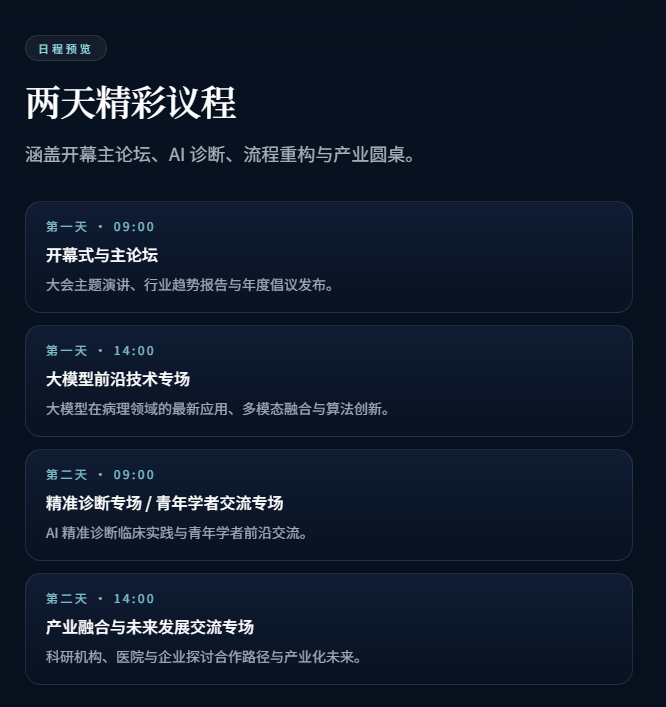 日程预览
两天精彩议程
涵盖开幕主论坛、AI 诊断、流程重构与产业圆桌。
第一天 · 09:00
开幕式与主论坛
大会主题演讲、行业趋势报告与年度倡议发布。
第一天 · 14:00
大模型前沿技术专场
大模型在病理领域的最新应用、多模态融合与算法创新。
第二天 · 09:00
精准诊断专场 / 青年学者交流专场
AI 精准诊断临床实践与青年学者前沿交流。
第二天 · 14:00
产业融合与未来发展交流专场
科研机构、医院与企业探讨合作路径与产业化未来。